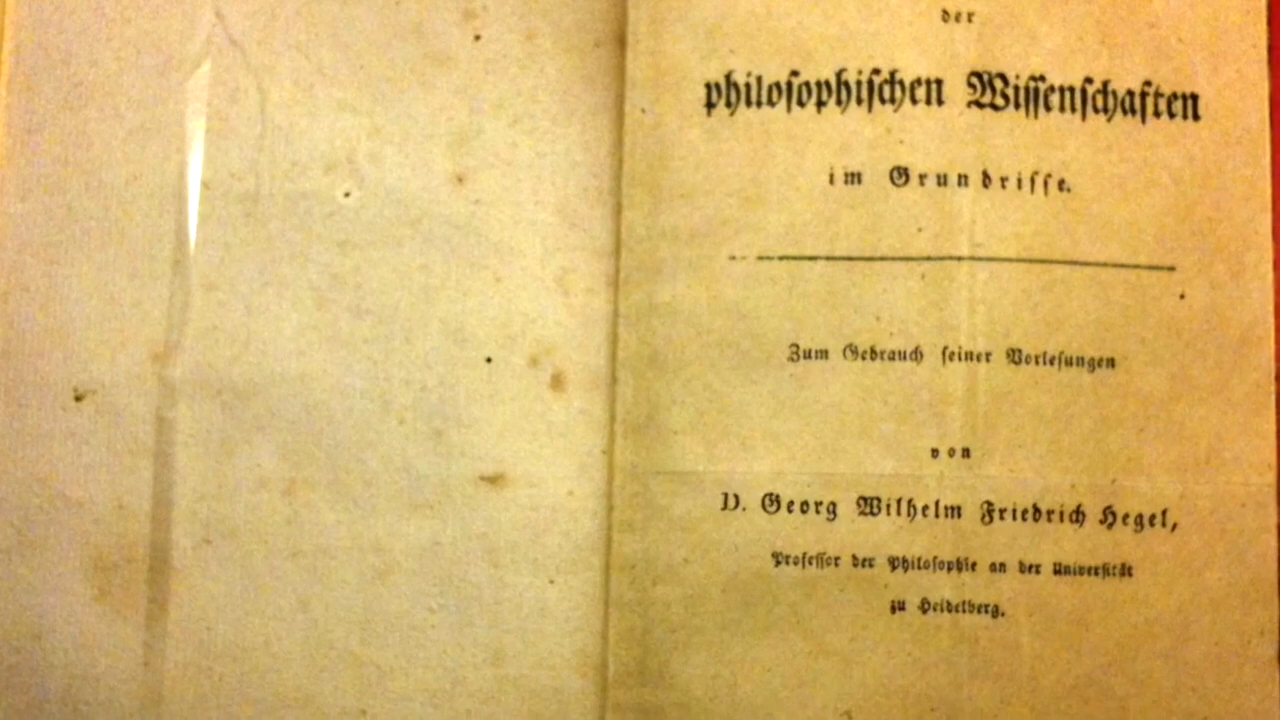 der
philoſophiſchen Wiſſenſchaften
im Grundriſſe.
Zum Gebrauch ſeiner Vorleſungen
von
D. Georg Wilhelm Friedrich Hegel,
Profeſſor der Philoſophie an der Univerſität
zu Heidelberg.